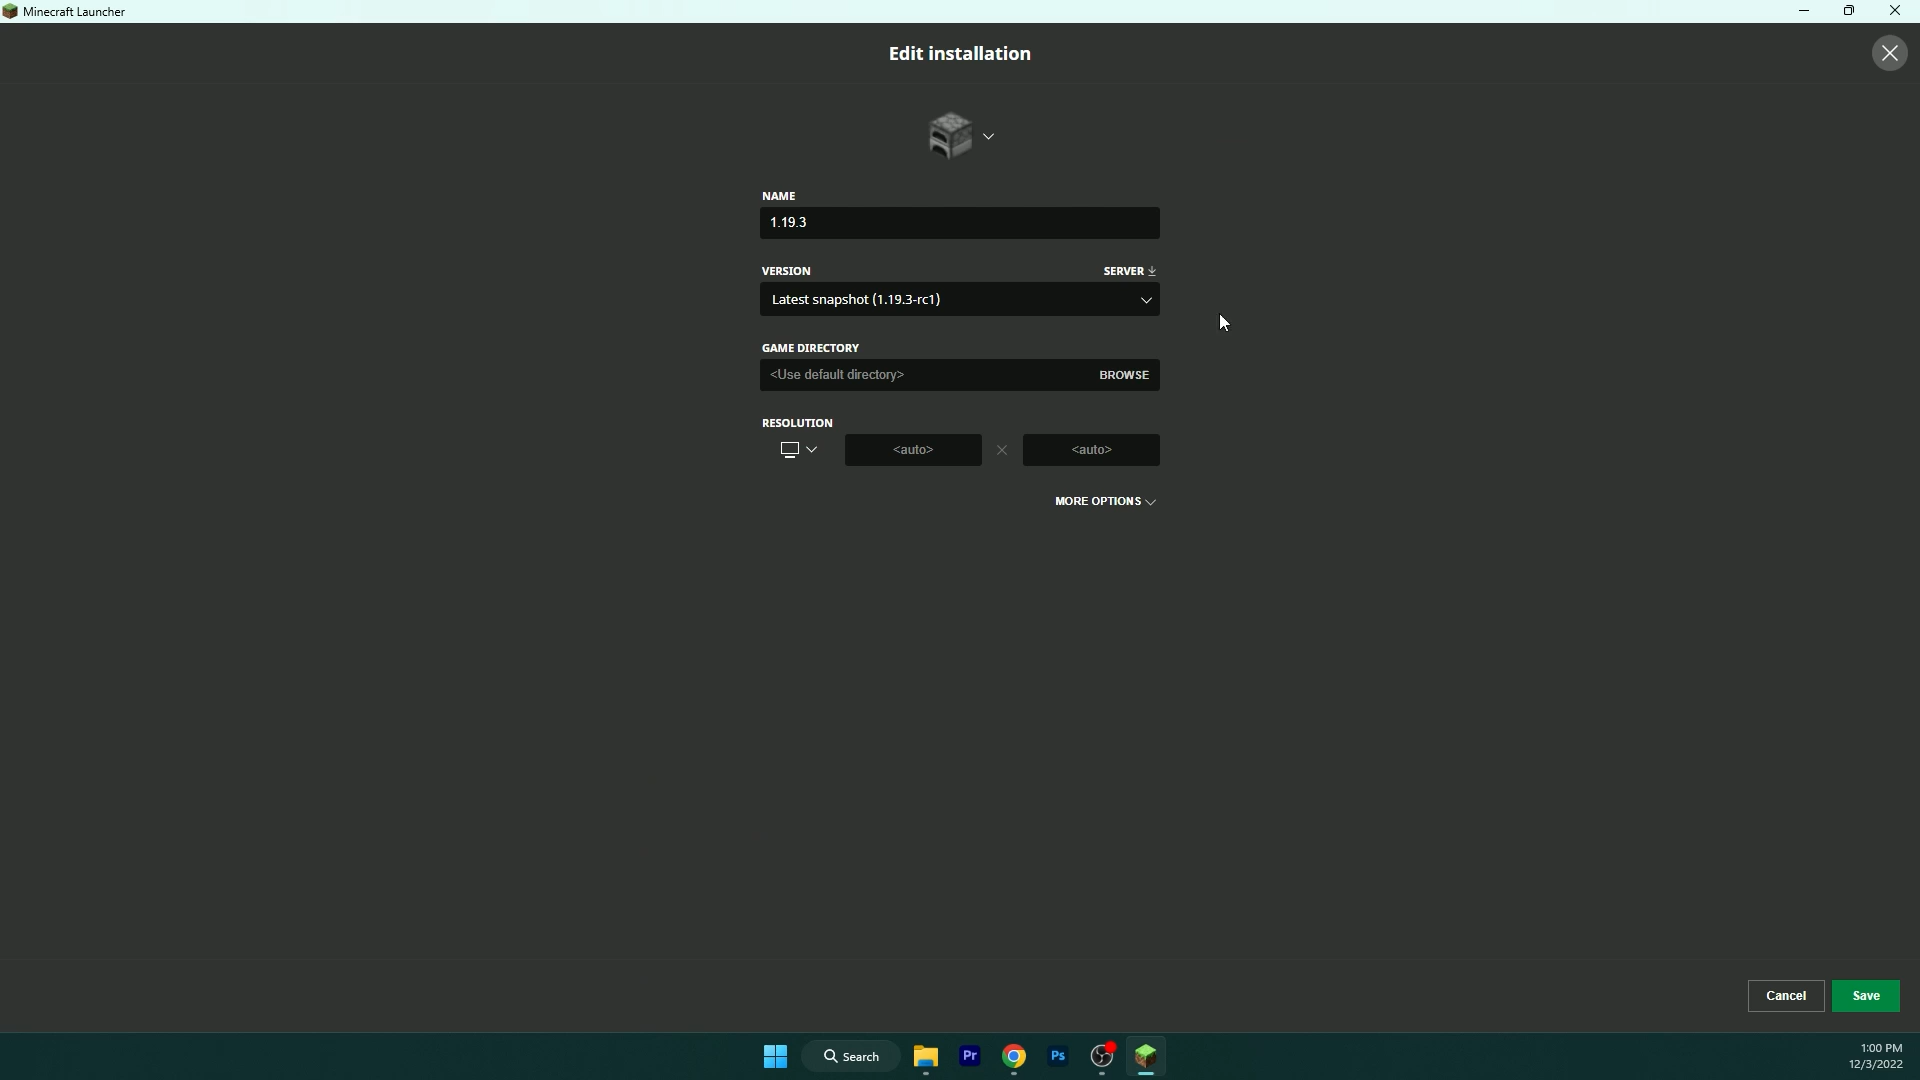 Minecraft Launcher
Edit installation
NAME
1.19.3
VERSION
SERVER
Latest snapshot (1.19.3-rc1)
GAME DIRECTORY
<Use default directory>
BROWSE
RESOLUTION
<auto>
<auto>
MORE OPTIONS
Cancel
Save
Search
Pr
Ps
1:00 PM
12/3/2022